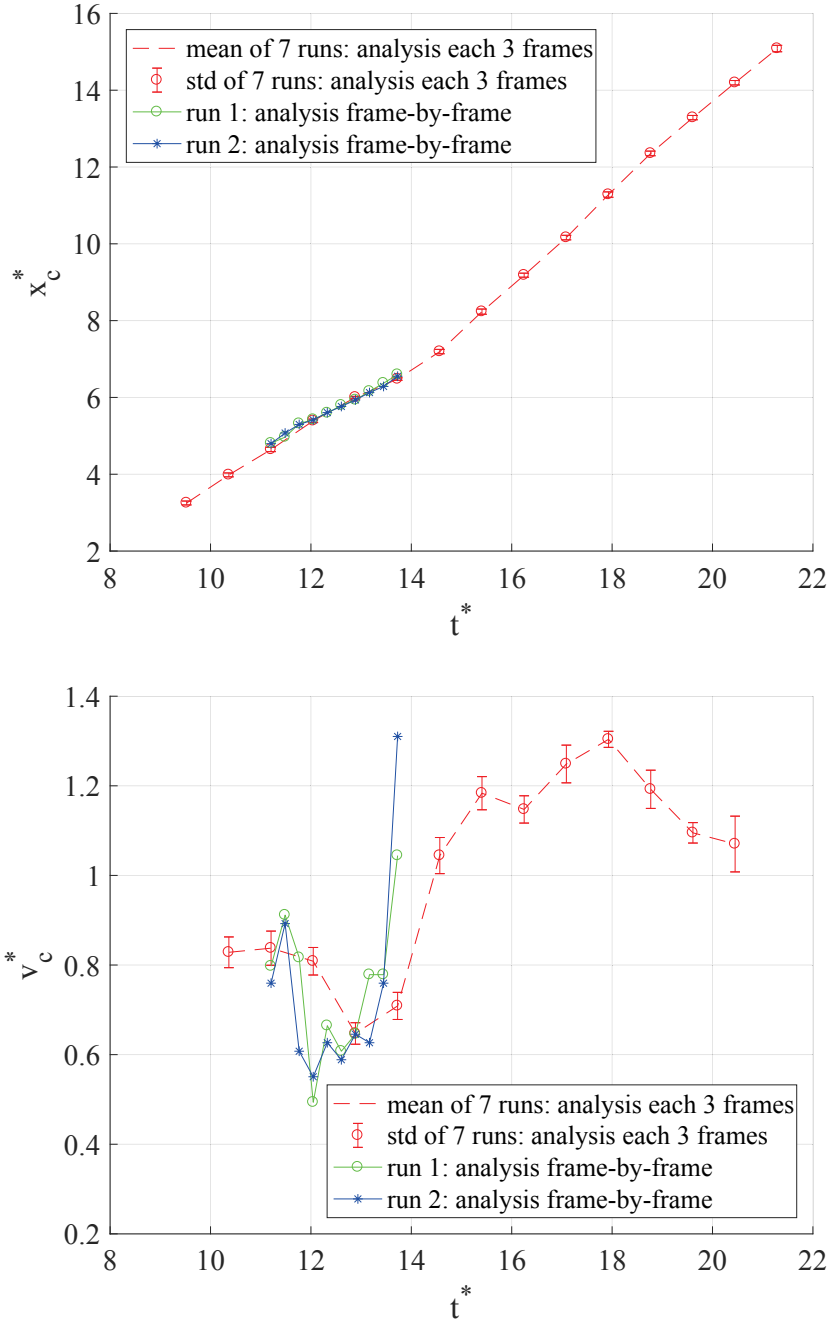 mean of 7 runs: analysis each 3 frames
std of 7 runs: analysis each 3 frames
run 1: analysis frame-by-frame
run 2: analysis frame-by-frame
16
14
12
10
8
6
4
2
x_c^*
8 10 12 14 16 18 20 22
t^*
1.4
1.2
1
0.8
0.6
0.4
0.2
v_c^*
mean of 7 runs: analysis each 3 frames
std of 7 runs: analysis each 3 frames
run 1: analysis frame-by-frame
run 2: analysis frame-by-frame
8 10 12 14 16 18 20 22
t^*